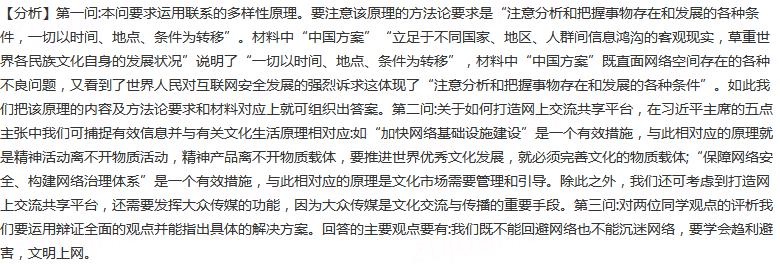 【分析】第一问:本问要求运用联系的多样性原理。要注意该原理的方法论要求是“注意分析和把握事物存在和发展的各种条
件，一切以时间、地点、条件为转移”。材料中“中国方案”“立足于不同国家、地区、人群间信息鸿沟的客观现实，草重世
界各民族文化自身的发展状况”说明了“一切以时间、地点、条件为转移”，材料中“中国方案”既直面网络空间存在的各种
不良问题，又看到了世界人民对互联网安全发展的强烈诉求这体现了“注意分析和把握事物存在和发展的各种条件”。如此我
们把该原理的内容及方法论要求和材料对应上就可组织出答案。第二问:关于如何打造网上交流共享平台，在习近平主席的五点
主张中我们可捕捉有效信息并与有关文化生活原理相对应:如“加快网络基础设施建设”是一个有效措施，与此相对应的原理就
是精神活动离不开物质活动，精神产品离不开物质载体，要推进世界优秀文化发展，就必须完善文化的物质载体;“保障网络安
全、构建网络治理体系”是一个有效措施，与此相对应的原理是文化市场需要管理和引导。除此之外，我们还可考虑到打造网
上交流共享平台，还需要发挥大众传媒的功能，因为大众传媒是文化交流与传播的重要手段。第三问:对两位同学观点的评析我
们要运用辩证全面的观点并能指出具体的解决方案。回答的主要观点要有:我们既不能回避网络也不能沉迷网络，要学会趋利避
害，文明上网。